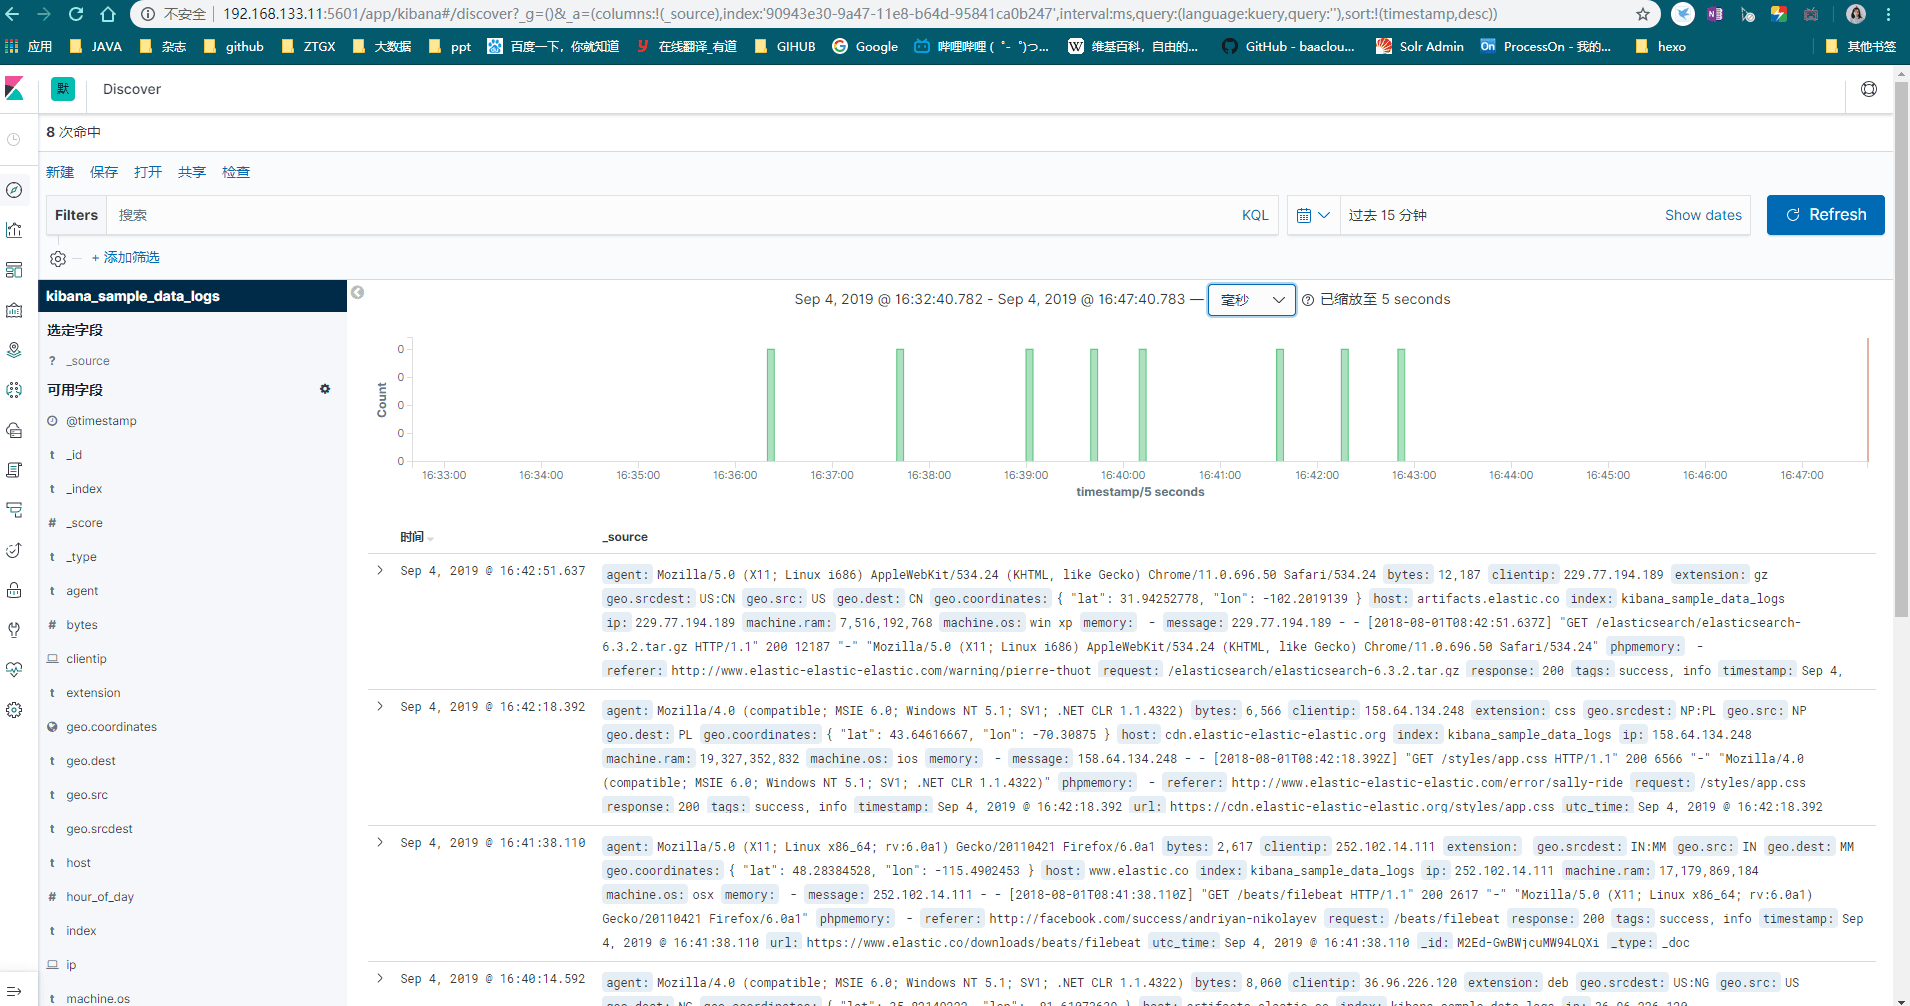 不安全 192.168.133.11:5601/app/kibana#/discover?_g=()&_a=(columns:!(_source),index:'90943e30-9a47-11e8-b64d-95841ca0b247',interval:ms,query:(language:kuery,query:''),sort:!(timestamp,desc))
应用 JAVA 杂志 github ZTGX 大数据 ppt 百度一下，你就知道 在线翻译_有道 GIHUB Google 哔哩哔哩 (゜-゜)つ... 维基百科，自由的... GitHub - baaclou... Solr Admin ProcessOn - 我的... hexo 其他书签
默 Discover
8 次命中
新建 保存 打开 共享 检查
Filters 搜索 KQL 过去 15 分钟 Show dates Refresh
+ 添加筛选
kibana_sample_data_logs
选定字段
? _source
可用字段
@timestamp
t _id
t _index
# _score
t _type
t agent
# bytes
clientip
t extension
geo.coordinates
t geo.dest
t geo.src
t geo.srcdest
t host
# hour_of_day
t index
ip
t machine.os
Sep 4, 2019 @ 16:32:40.782 - Sep 4, 2019 @ 16:47:40.783 — 毫秒 已缩放至 5 seconds
Count
0
0
0
0
0
16:33:00 16:34:00 16:35:00 16:36:00 16:37:00 16:38:00 16:39:00 16:40:00 16:41:00 16:42:00 16:43:00 16:44:00 16:45:00 16:46:00 16:47:00
timestamp/5 seconds
时间 _source
Sep 4, 2019 @ 16:42:51.637
agent: Mozilla/5.0 (X11; Linux i686) AppleWebKit/534.24 (KHTML, like Gecko) Chrome/11.0.696.50 Safari/534.24 bytes: 12,187 clientip: 229.77.194.189 extension: gz
geo.srcdest: US:CN geo.src: US geo.dest: CN geo.coordinates: { "lat": 31.94252778, "lon": -102.2019139 } host: artifacts.elastic.co index: kibana_sample_data_logs
ip: 229.77.194.189 machine.ram: 7,516,192,768 machine.os: win xp memory: - message: 229.77.194.189 - - [2018-08-01T08:42:51.637Z] "GET /elasticsearch/elasticsearch-
6.3.2.tar.gz HTTP/1.1" 200 12187 "-" "Mozilla/5.0 (X11; Linux i686) AppleWebKit/534.24 (KHTML, like Gecko) Chrome/11.0.696.50 Safari/534.24" phpmemory: -
referer: http://www.elastic-elastic-elastic.com/warning/pierre-thuot request: /elasticsearch/elasticsearch-6.3.2.tar.gz response: 200 tags: success, info timestamp: Sep 4,
Sep 4, 2019 @ 16:42:18.392
agent: Mozilla/4.0 (compatible; MSIE 6.0; Windows NT 5.1; SV1; .NET CLR 1.1.4322) bytes: 6,566 clientip: 158.64.134.248 extension: css geo.srcdest: NP:PL geo.src: NP
geo.dest: PL geo.coordinates: { "lat": 43.64616667, "lon": -70.30875 } host: cdn.elastic-elastic-elastic.org index: kibana_sample_data_logs ip: 158.64.134.248
machine.ram: 19,327,352,832 machine.os: ios memory: - message: 158.64.134.248 - - [2018-08-01T08:42:18.392Z] "GET /styles/app.css HTTP/1.1" 200 6566 "-" "Mozilla/4.0
(compatible; MSIE 6.0; Windows NT 5.1; SV1; .NET CLR 1.1.4322)" phpmemory: - referer: http://www.elastic-elastic-elastic.com/error/sally-ride request: /styles/app.css
response: 200 tags: success, info timestamp: Sep 4, 2019 @ 16:42:18.392 url: https://cdn.elastic-elastic-elastic.org/styles/app.css utc_time: Sep 4, 2019 @ 16:42:18.392
Sep 4, 2019 @ 16:41:38.110
agent: Mozilla/5.0 (X11; Linux x86_64; rv:6.0a1) Gecko/20110421 Firefox/6.0a1 bytes: 2,617 clientip: 252.102.14.111 extension: geo.srcdest: IN:MM geo.src: IN geo.dest: MM
geo.coordinates: { "lat": 48.28384528, "lon": -115.4902453 } host: www.elastic.co index: kibana_sample_data_logs ip: 252.102.14.111 machine.ram: 17,179,869,184
machine.os: osx memory: - message: 252.102.14.111 - - [2018-08-01T08:41:38.110Z] "GET /beats/filebeat HTTP/1.1" 200 2617 "-" "Mozilla/5.0 (X11; Linux x86_64; rv:6.0a1)
Gecko/20110421 Firefox/6.0a1" phpmemory: - referer: http://facebook.com/success/andriyan-nikolayev request: /beats/filebeat response: 200 tags: success, info timestamp: Sep
4, 2019 @ 16:41:38.110 url: https://www.elastic.co/downloads/beats/filebeat utc_time: Sep 4, 2019 @ 16:41:38.110 _id: M2Ed-GwBWjcuMW94LQXi _type: _doc
Sep 4, 2019 @ 16:40:14.592
agent: Mozilla/4.0 (compatible; MSIE 6.0; Windows NT 5.1; SV1; .NET CLR 1.1.4322) bytes: 8,060 clientip: 36.96.226.120 extension: deb geo.srcdest: US:NG geo.src: US